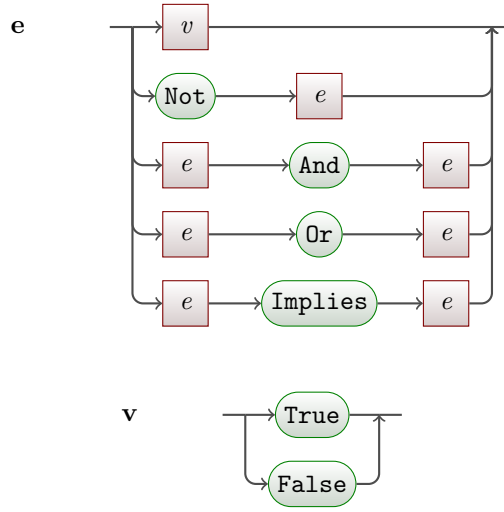 e v
Not e
e And e
e Or e
e Implies e
v True
False